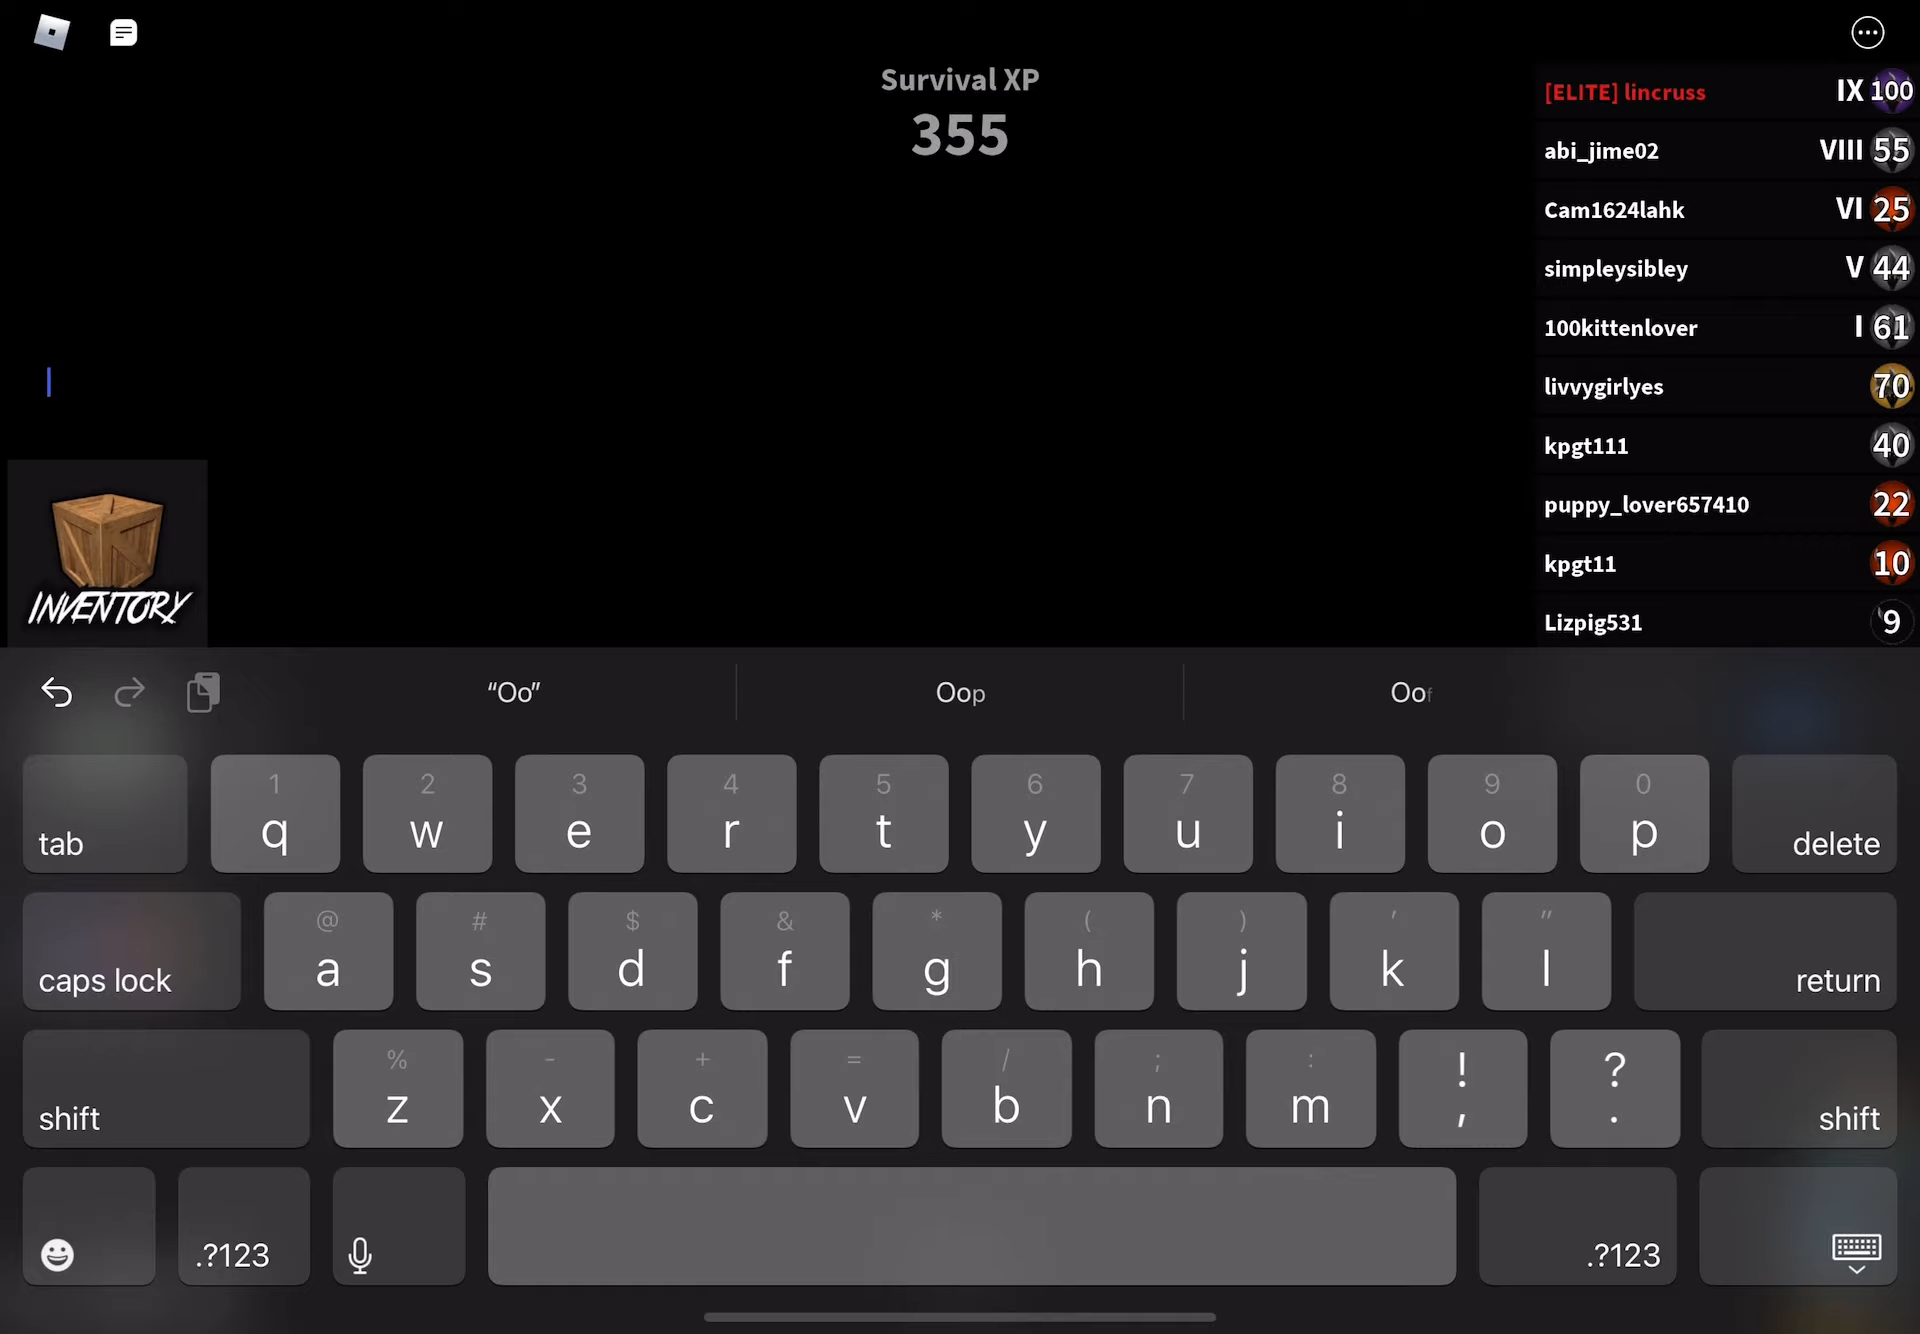 Survival XP
355
[ELITE] lincruss IX 100
abi_jime02 VIII 55
Cam1624lahk VI 25
simpleysibley V 44
100kittenlover I 61
livvygirlyes 70
kpgt111 40
puppy_lover657410 22
kpgt11 10
Lizpig531 9
INVENTORY
“Oo” Oop Oof
tab 1 q 2 w 3 e 4 r 5 t 6 y 7 u 8 i 9 o 0 p delete
caps lock @ a # s $ d & f * g ( h ) j ' k " l return
shift % z - x + c = v / b ; n : m ! , ? . shift
.?123 .?123